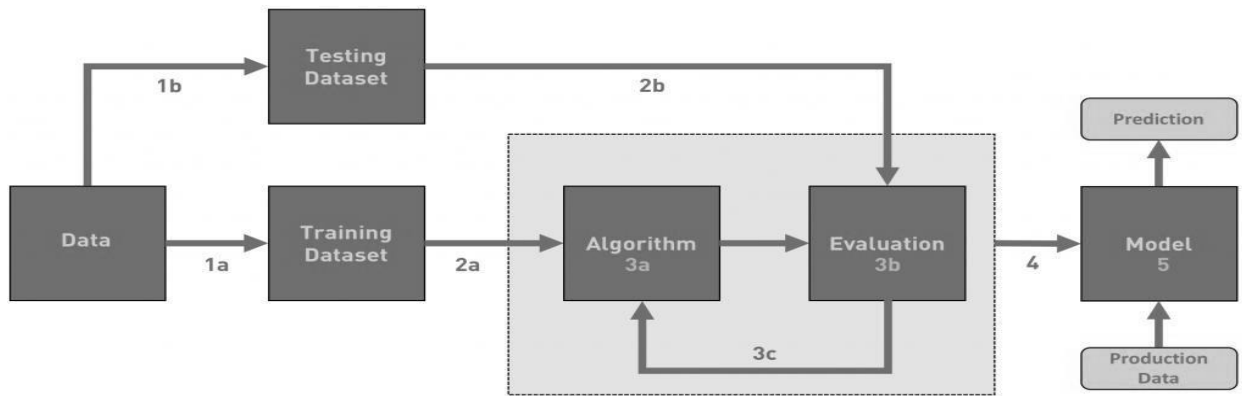 Testing
Dataset
1b
2b
Prediction
Data
1a
Training
Dataset
2a
Algorithm
3a
Evaluation
3b
4
Model
5
3c
Production
Data